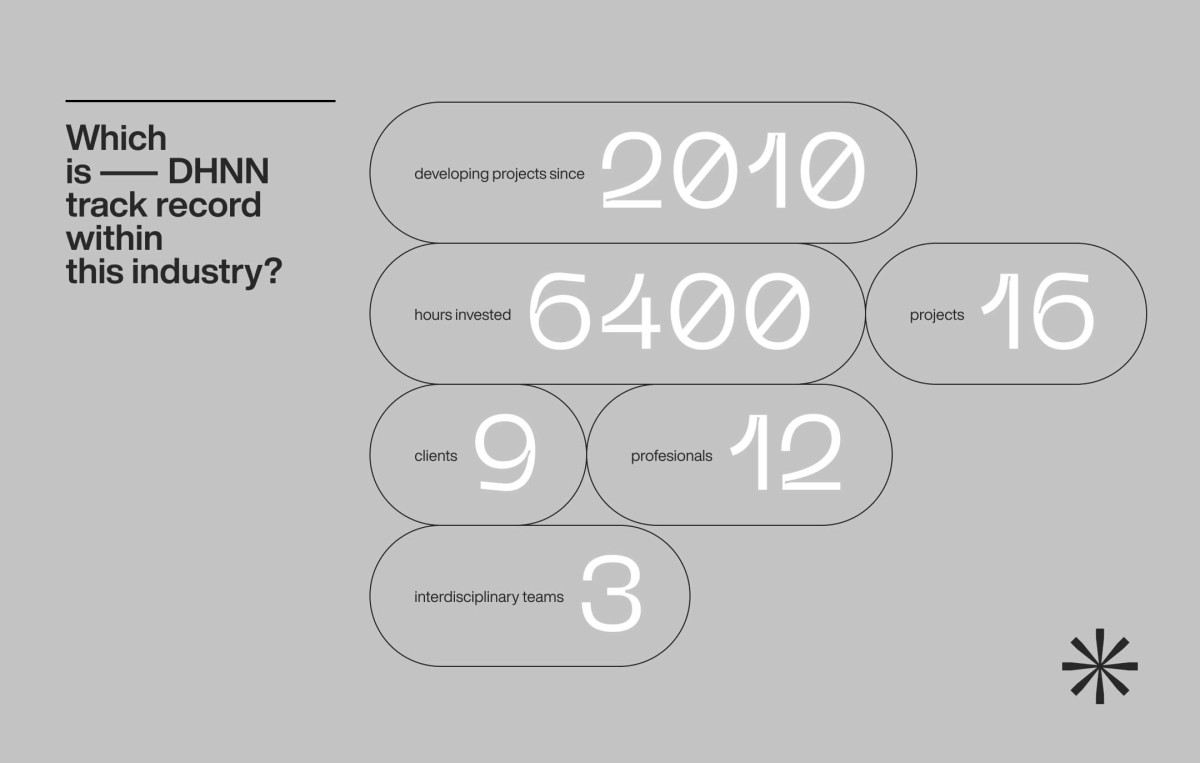 Which
is — DHNN
track record
within
this industry?
developing projects since 2010
hours invested 6400
projects 16
clients 9
profesionals 12
interdisciplinary teams 3